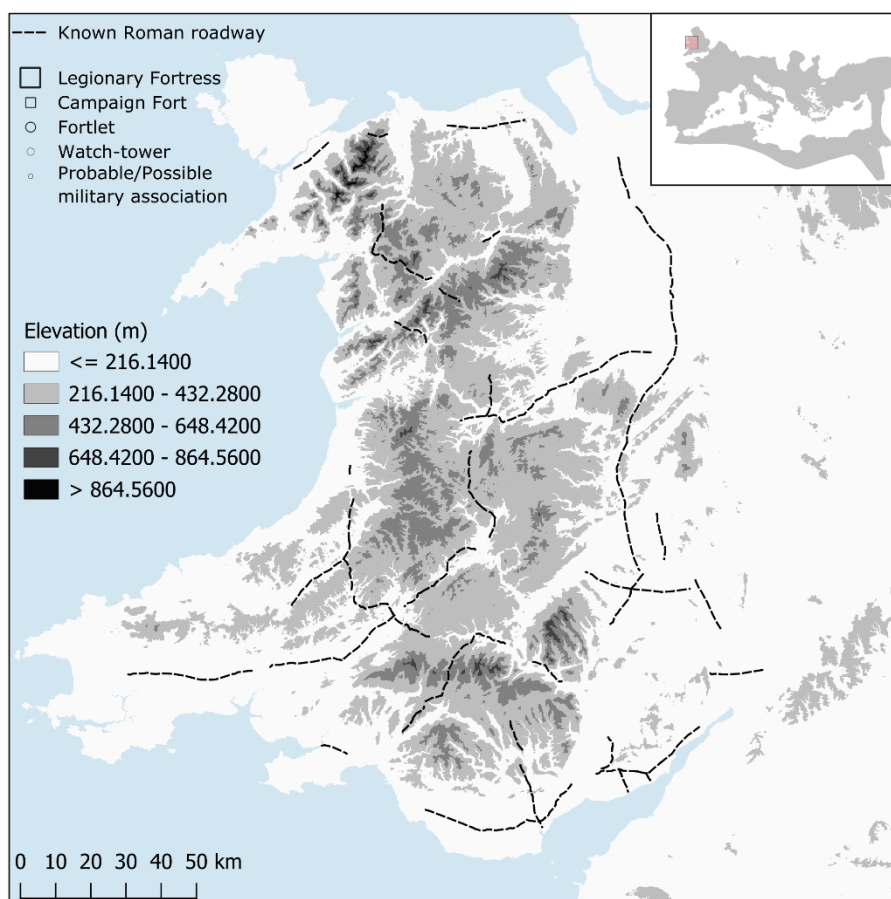 Known Roman roadway
Legionary Fortress
Campaign Fort
Fortlet
Watch-tower
Probable/Possible
military association
Elevation (m)
<= 216.1400
216.1400 - 432.2800
432.2800 - 648.4200
648.4200 - 864.5600
> 864.5600
0 10 20 30 40 50 km